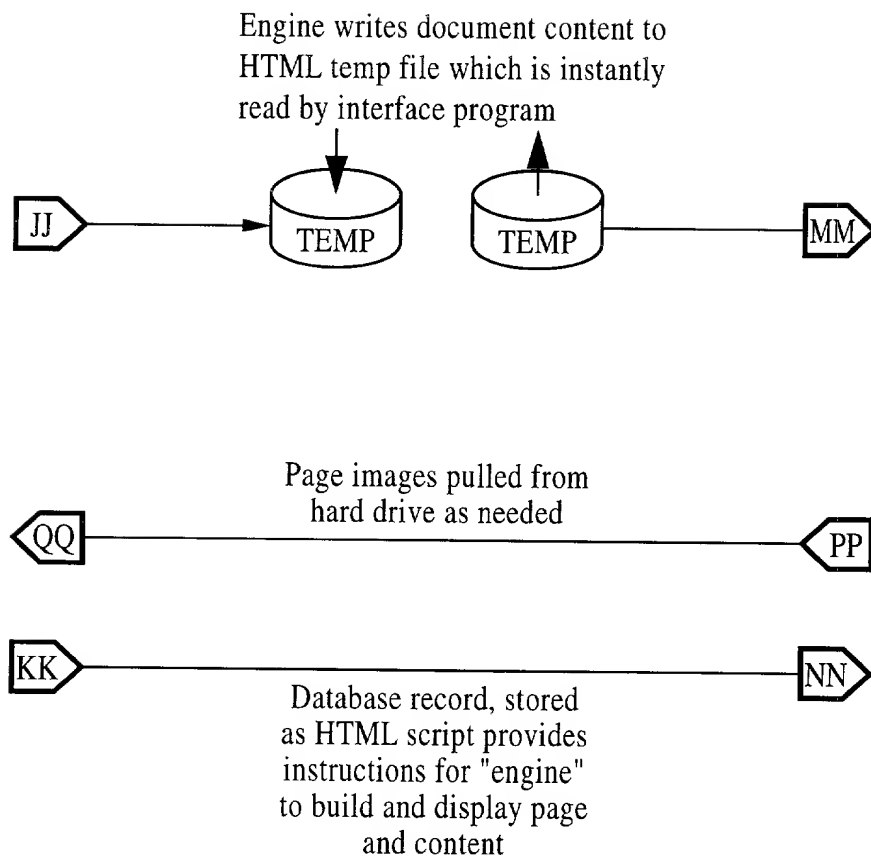 Engine writes document content to
HTML temp file which is instantly
read by interface program
JJ
TEMP
TEMP
MM
Page images pulled from
hard drive as needed
QQ
PP
KK
NN
Database record, stored
as HTML script provides
instructions for "engine"
to build and display page
and content